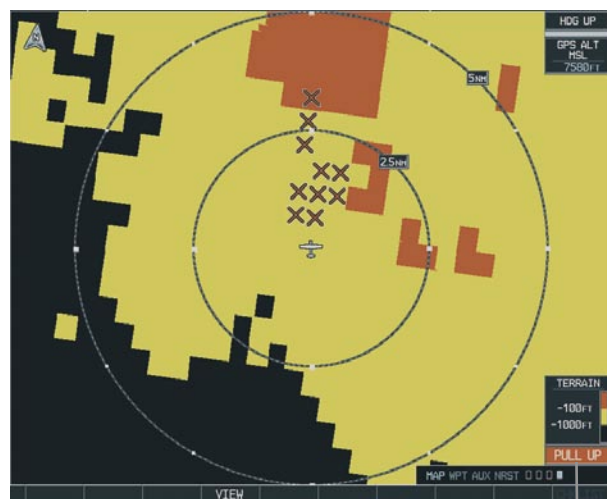 N
HDG UP
GPS ALT
MSL
7580FT
5NM
2.5NM
TERRAIN
-100FT
-1000FT
PULL UP
MAP WPT AUX NRST
VIEW